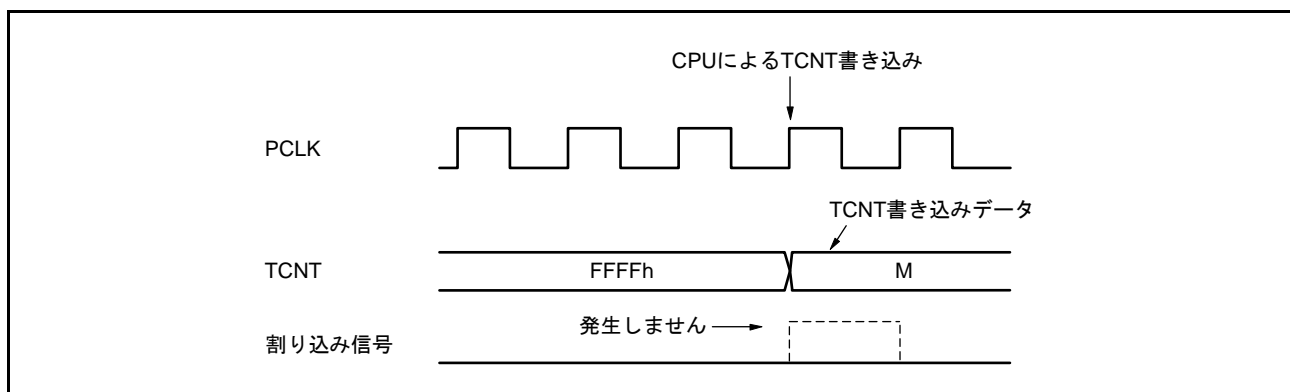 CPUによるTCNT書き込み
PCLK
TCNT書き込みデータ
TCNT
FFFFh
M
発生しません
割り込み信号